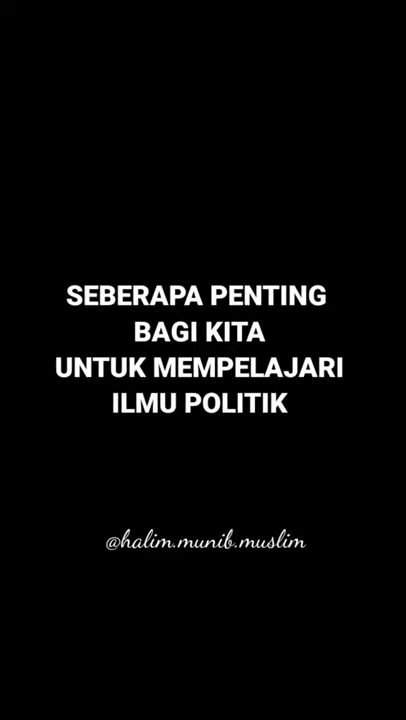 SEBERAPA PENTING
BAGI KITA
UNTUK MEMPELAJARI
ILMU POLITIK
@halim.munib.muslim